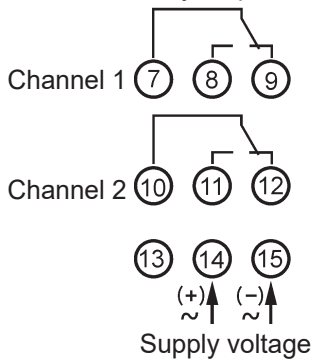 Channel 1 7 8 9
Channel 2 10 11 12
13 14 15
(+) (−)
~ ~
Supply voltage